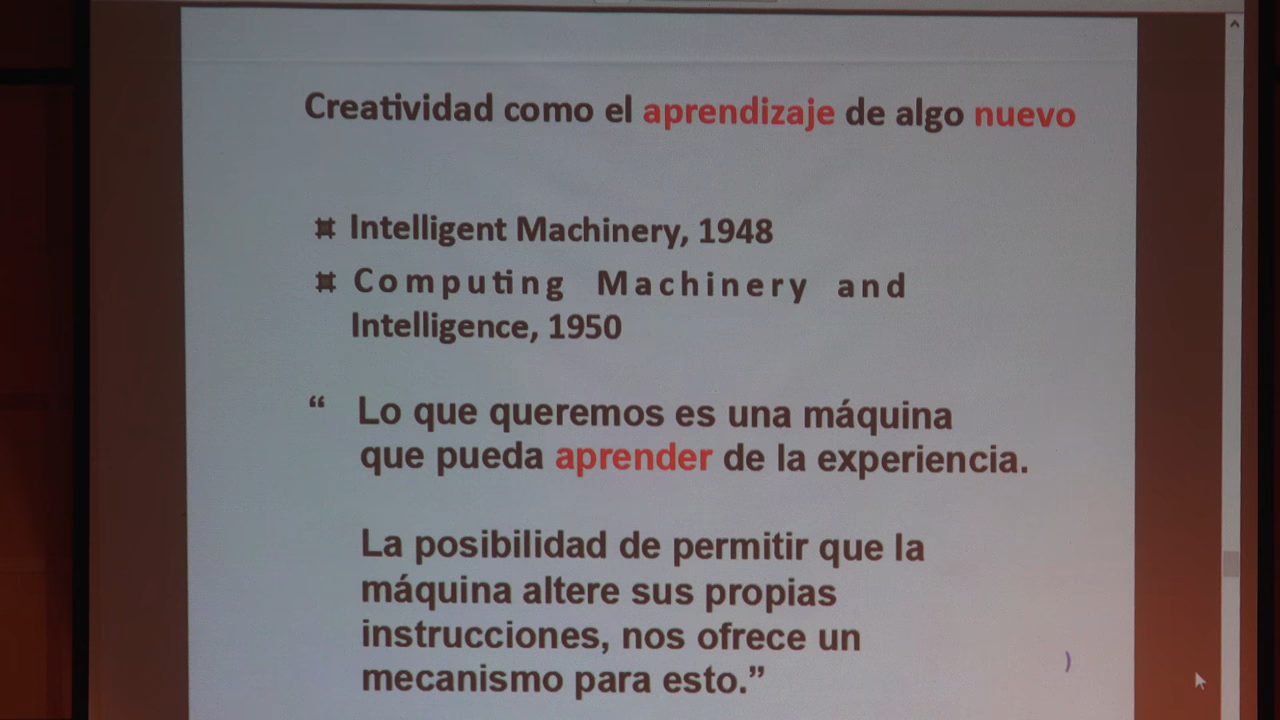 Creatividad como el aprendizaje de algo nuevo
Intelligent Machinery, 1948
Computing Machinery and
Intelligence, 1950
“ Lo que queremos es una máquina
que pueda aprender de la experiencia.
La posibilidad de permitir que la
máquina altere sus propias
instrucciones, nos ofrece un
mecanismo para esto.”
)